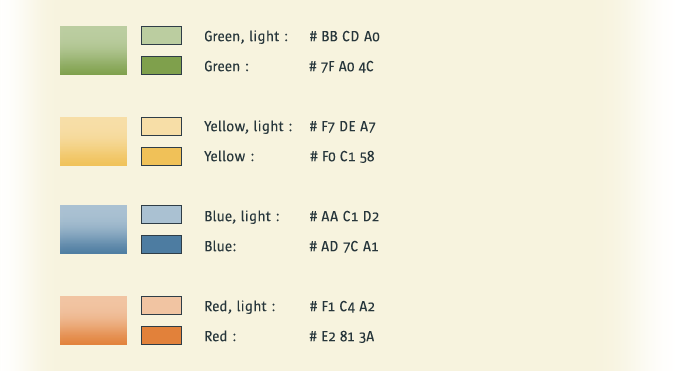 Green, light : # BB CD A0
Green : # 7F A0 4C
Yellow, light : # F7 DE A7
Yellow : # F0 C1 58
Blue, light : # AA C1 D2
Blue: # AD 7C A1
Red, light : # F1 C4 A2
Red : # E2 81 3A